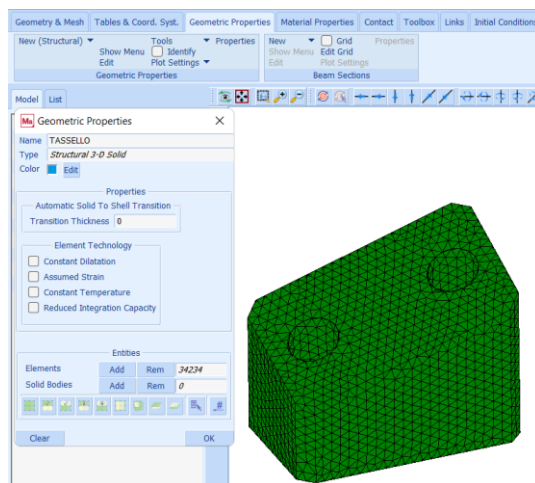 Geometry & Mesh Tables & Coord. Syst. Geometric Properties Material Properties Contact Toolbox Links Initial Conditions
New (Structural) Tools Properties New Grid Properties
Show Menu Identify Show Menu Edit Grid
Edit Plot Settings Edit Plot Settings
Geometric Properties Beam Sections
Model List
Ma Geometric Properties
Name TASSELLO
Type Structural 3-D Solid
Color Edit
Properties
Automatic Solid To Shell Transition
Transition Thickness 0
Element Technology
Constant Dilatation
Assumed Strain
Constant Temperature
Reduced Integration Capacity
Entities
Elements Add Rem 34234
Solid Bodies Add Rem 0
Clear OK